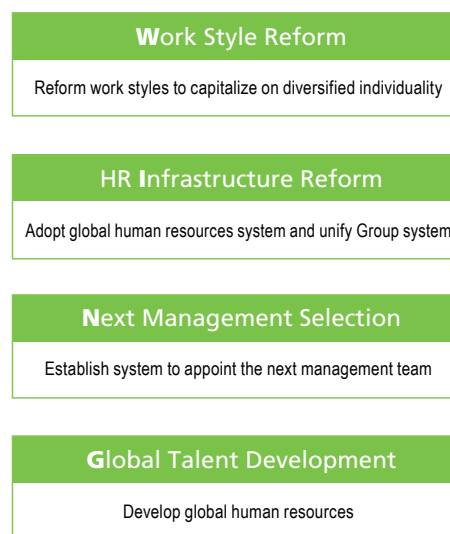 Work Style Reform
Reform work styles to capitalize on diversified individuality
HR Infrastructure Reform
Adopt global human resources system and unify Group system
Next Management Selection
Establish system to appoint the next management team
Global Talent Development
Develop global human resources